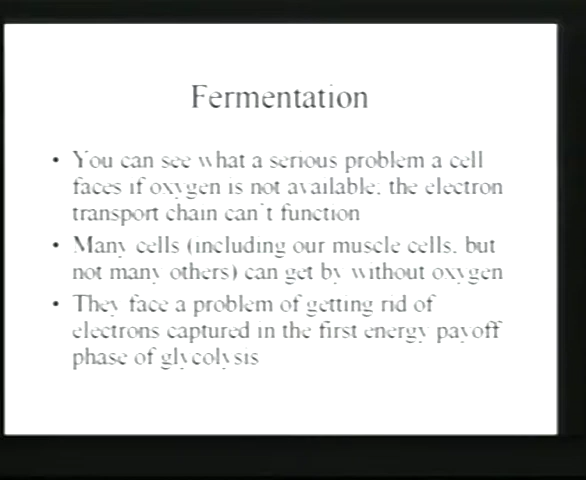 Fermentation
• You can see what a serious problem a cell
faces if oxygen is not available; the electron
transport chain can't function
• Many cells (including our muscle cells, but
not many others) can get by without oxygen
• They face a problem of getting rid of
electrons captured in the first energy payoff
phase of glycolysis